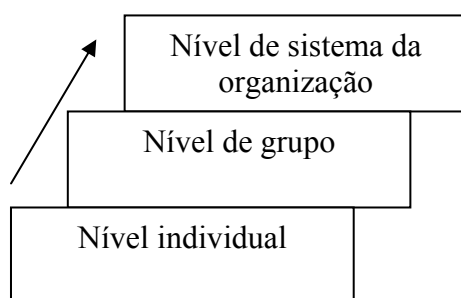 Nível de sistema da
organização
Nível de grupo
Nível individual